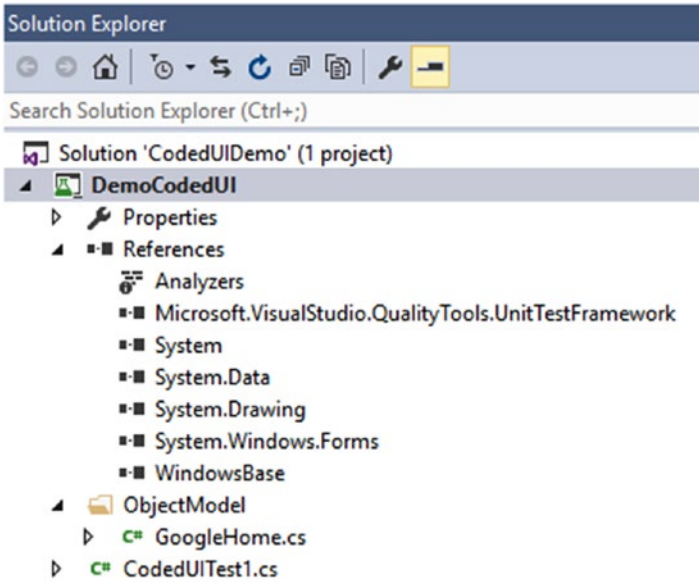 Solution Explorer
Search Solution Explorer (Ctrl+;)
Solution 'CodedUIDemo' (1 project)
DemoCodedUI
Properties
References
Analyzers
Microsoft.VisualStudio.QualityTools.UnitTestFramework
System
System.Data
System.Drawing
System.Windows.Forms
WindowsBase
ObjectModel
C# GoogleHome.cs
C# CodedUITest1.cs